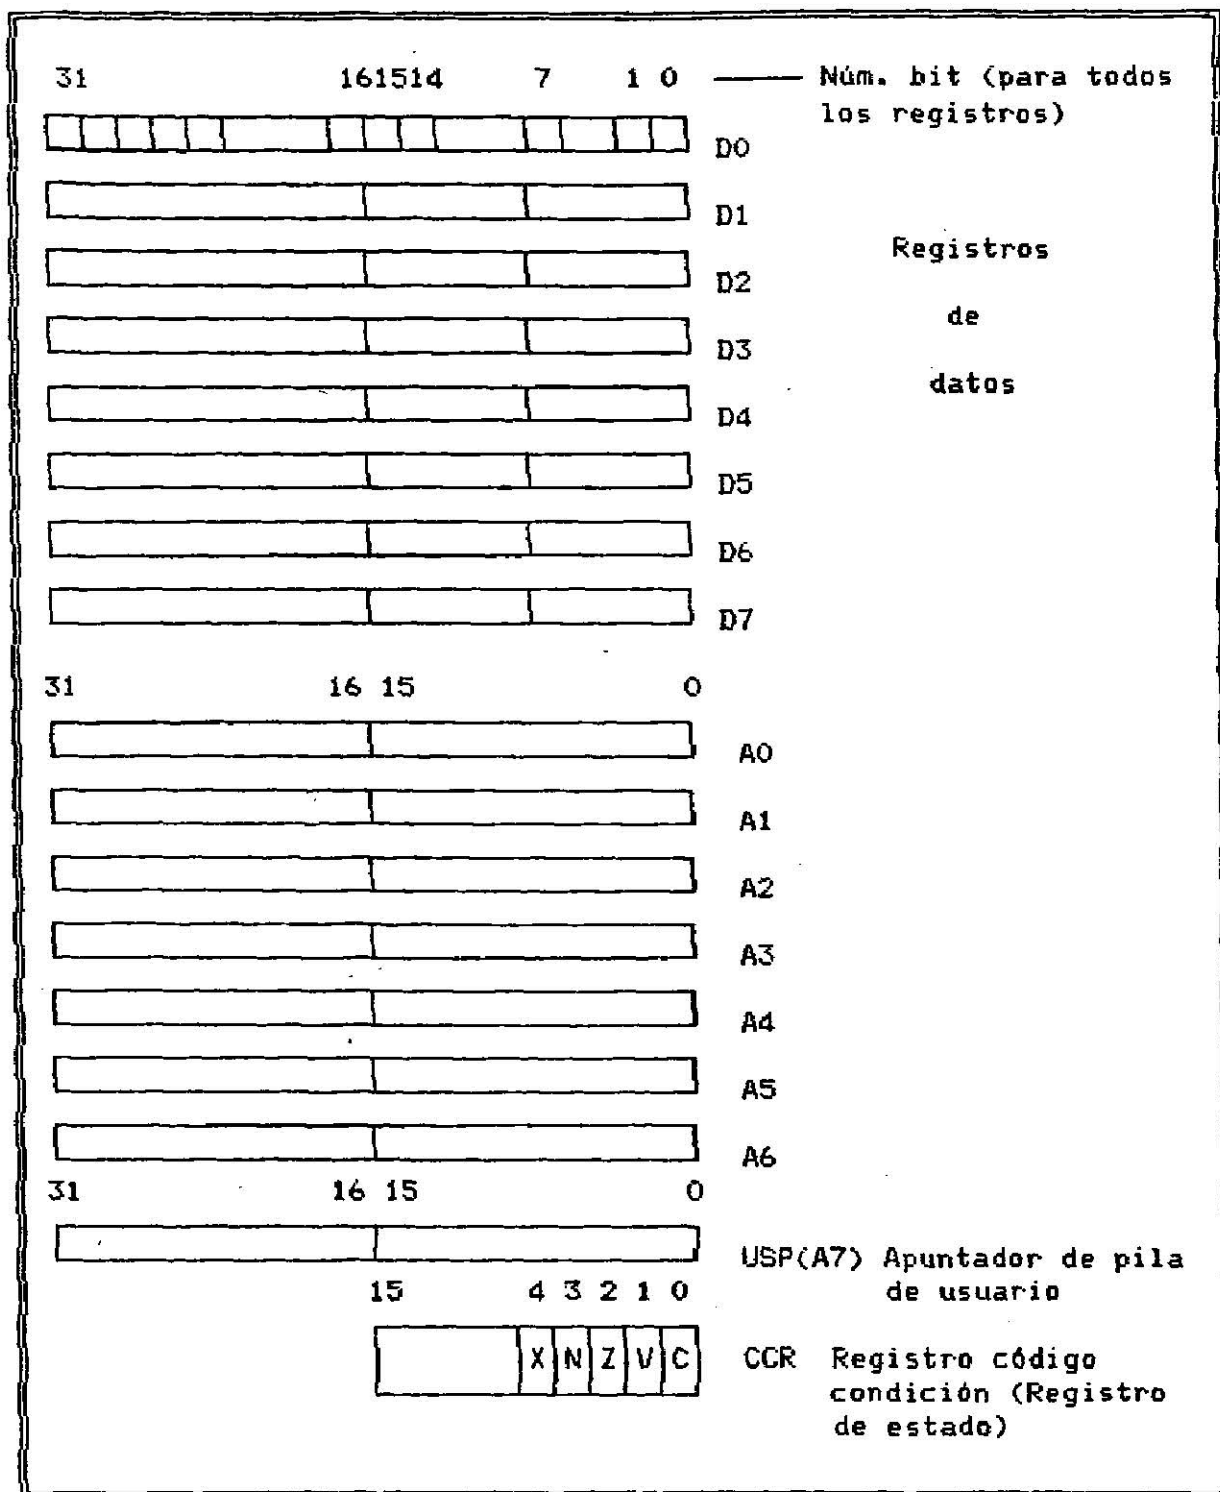 31 161514 7 1 0 Núm. bit (para todos
los registros)
D0
D1
Registros
D2
de
D3
datos
D4
D5
D6
D7
31 16 15 0
A0
A1
A2
A3
A4
A5
A6
31 16 15 0
USP(A7) Apuntador de pila
de usuario
15 4 3 2 1 0
X N Z V C CCR Registro código
condición (Registro
de estado)